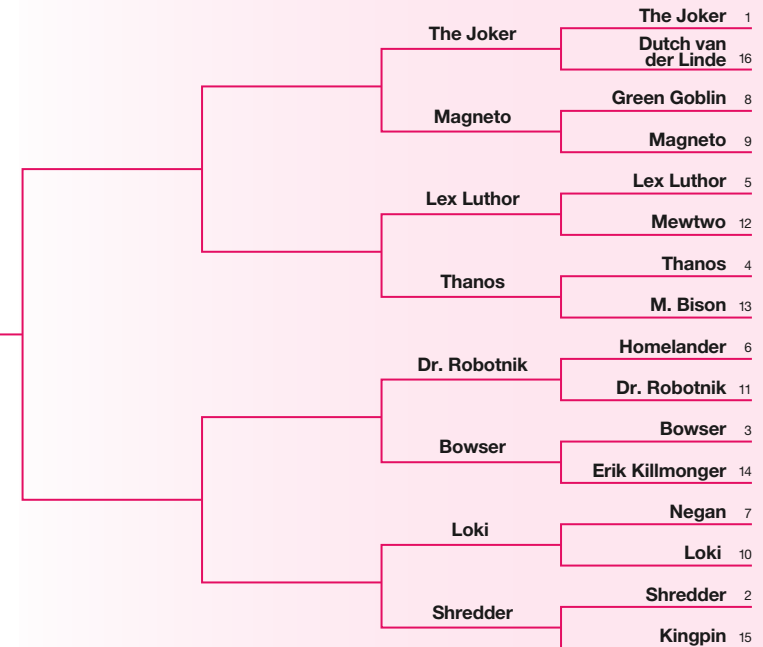 The Joker 1
The Joker
Dutch van
der Linde 16
Green Goblin 8
Magneto
Magneto 9
Lex Luthor 5
Lex Luthor
Mewtwo 12
Thanos 4
Thanos
M. Bison 13
Homelander 6
Dr. Robotnik
Dr. Robotnik 11
Bowser 3
Bowser
Erik Killmonger 14
Negan 7
Loki
Loki 10
Shredder 2
Shredder
Kingpin 15